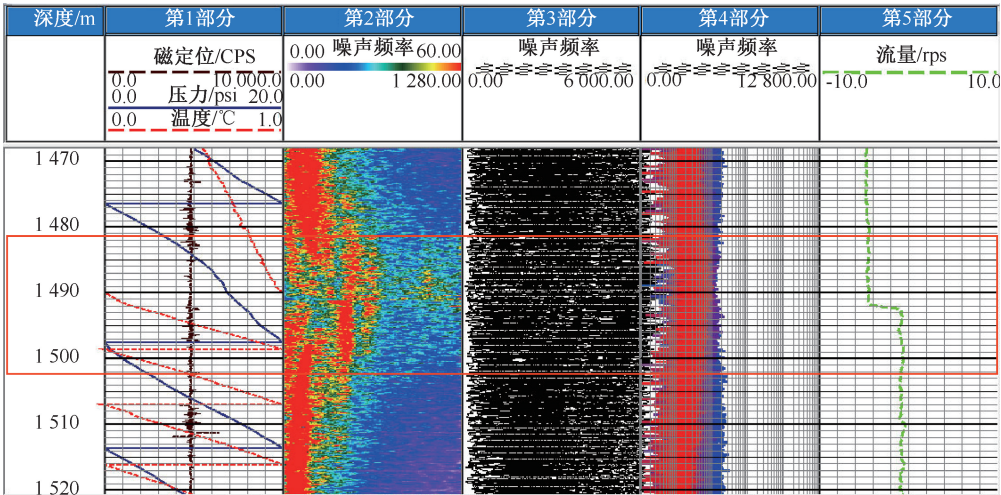 深度/m 第1部分 第2部分 第3部分 第4部分 第5部分
磁定位/CPS
0.0 10 000.0
压力/psi
0.0 20.0
温度/℃
0.0 1.0
0.00 噪声频率 60.00
0.00 1 280.00
噪声频率
0.00 6 000.00
噪声频率
0.00 12 800.00
流量/rps
-10.0 10.0
1 470
1 480
1 490
1 500
1 510
1 520